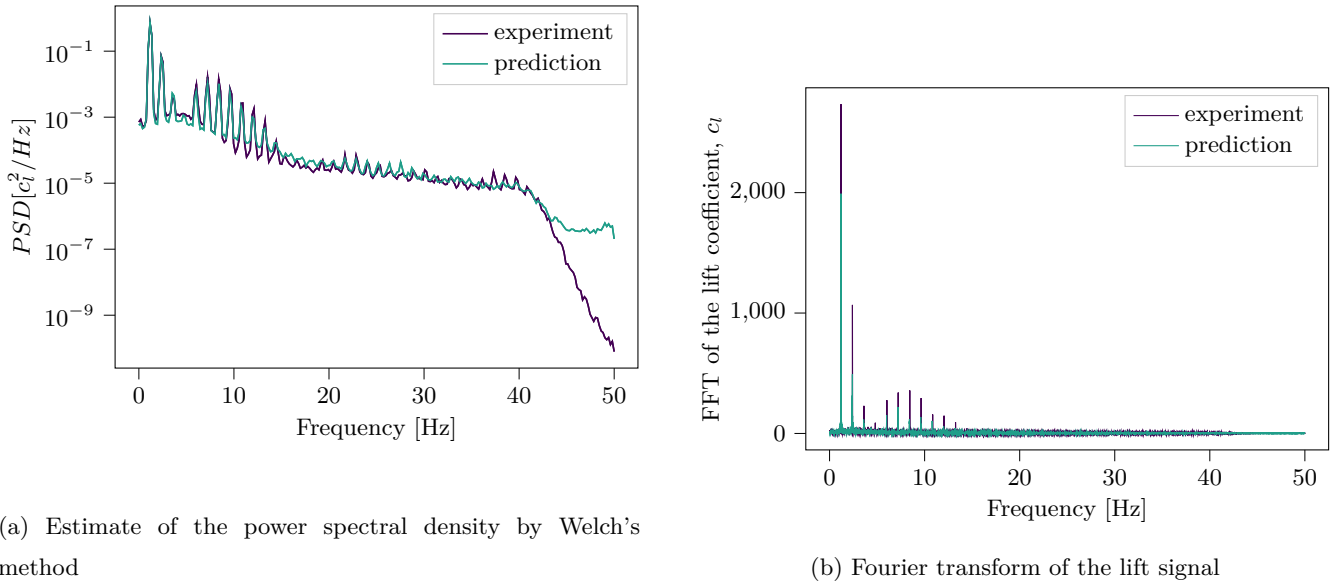 experiment
prediction
10⁻¹
10⁻³
10⁻⁵
10⁻⁷
10⁻⁹
PSD[c_l²/Hz]
0 10 20 30 40 50
Frequency [Hz]
(a) Estimate of the power spectral density by Welch's
method
experiment
prediction
2,000
1,000
0
FFT of the lift coefficient, c_l
0 10 20 30 40 50
Frequency [Hz]
(b) Fourier transform of the lift signal